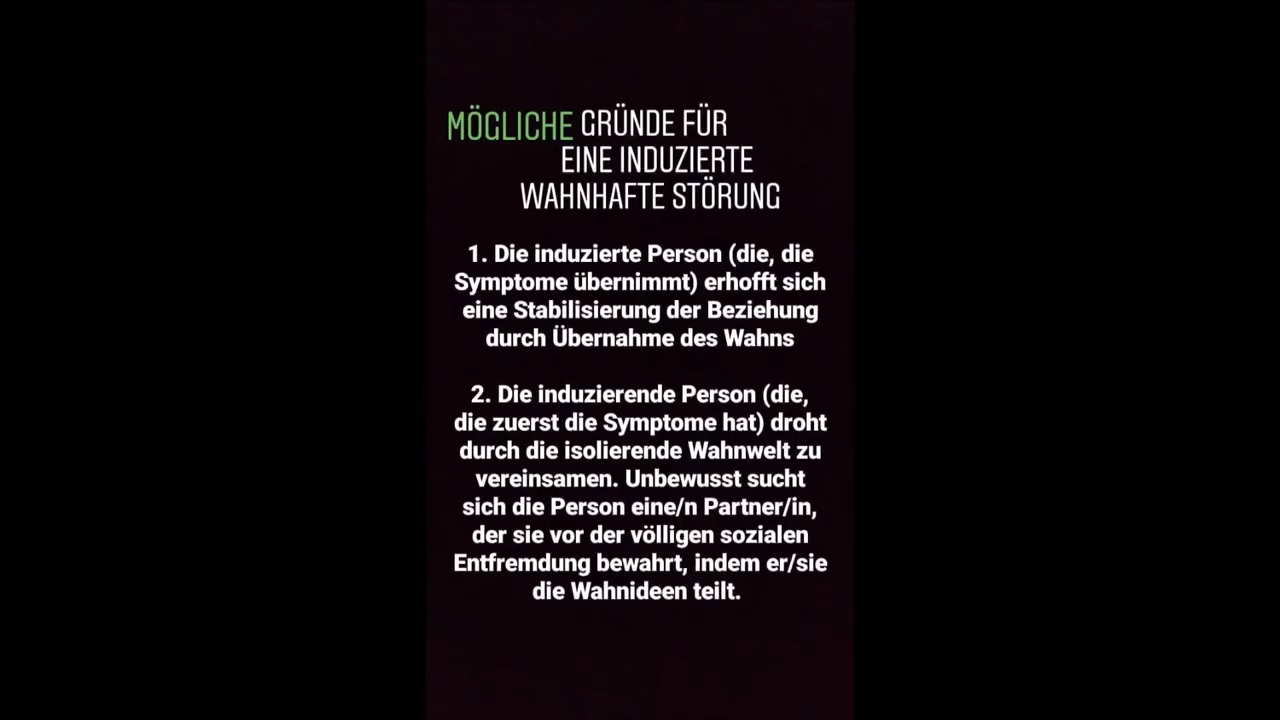 MÖGLICHE GRÜNDE FÜR
EINE INDUZIERTE
WAHNHAFTE STÖRUNG
1. Die induzierte Person (die, die
Symptome übernimmt) erhofft sich
eine Stabilisierung der Beziehung
durch Übernahme des Wahns
2. Die induzierende Person (die,
die zuerst die Symptome hat) droht
durch die isolierende Wahnwelt zu
vereinsamen. Unbewusst sucht
sich die Person eine/n Partner/in,
der sie vor der völligen sozialen
Entfremdung bewahrt, indem er/sie
die Wahnideen teilt.